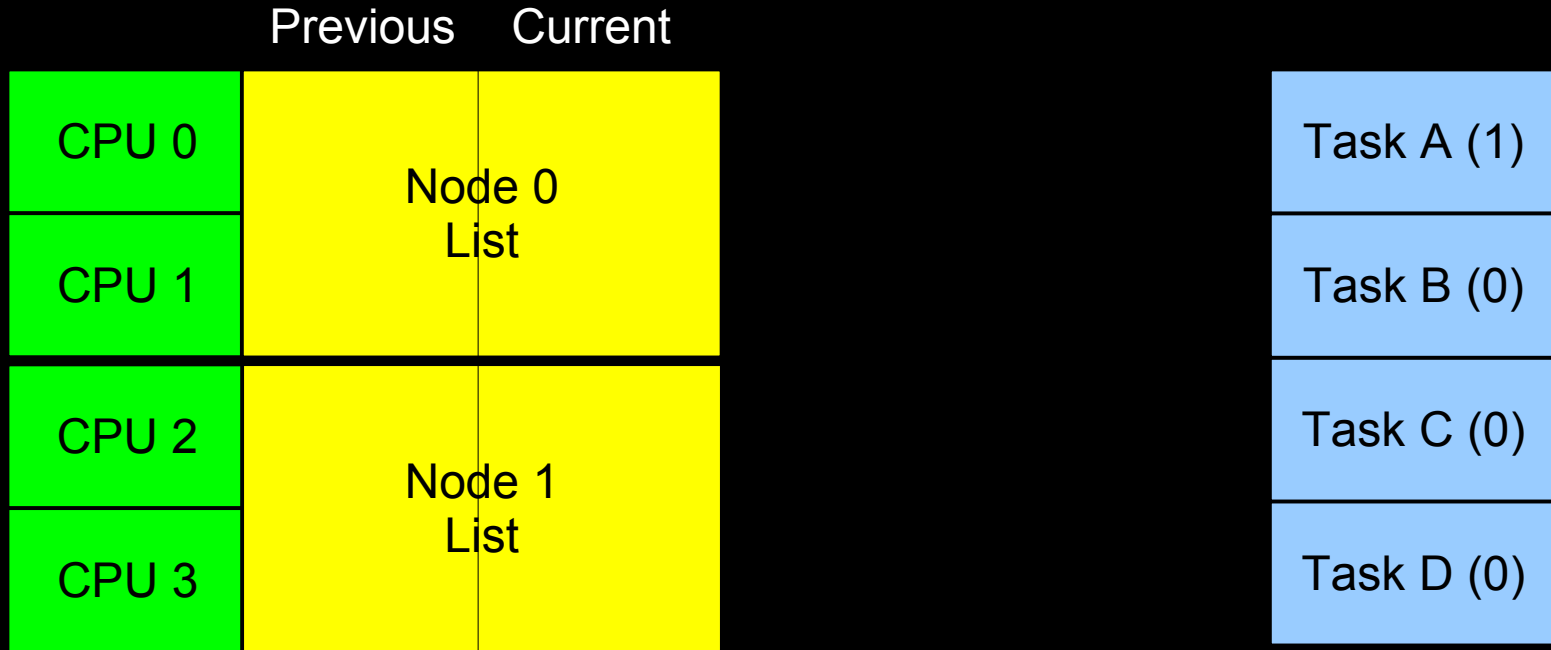 Previous Current
CPU 0
Node 0
List
CPU 1
CPU 2
Node 1
List
CPU 3
Task A (1)
Task B (0)
Task C (0)
Task D (0)